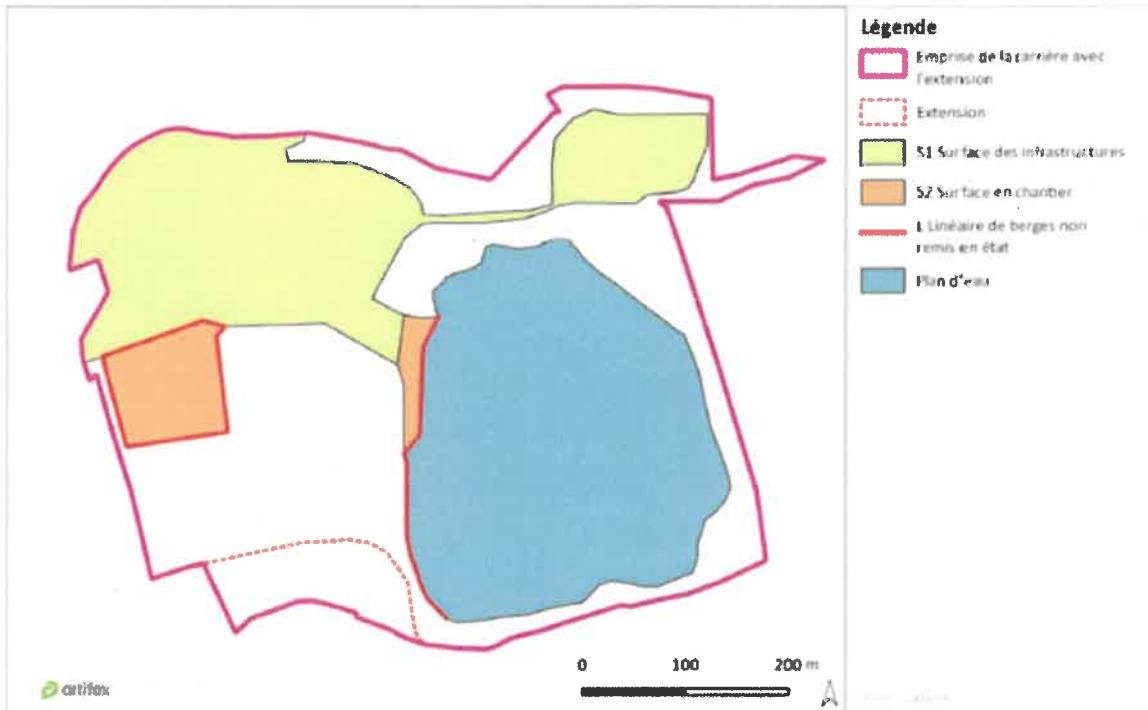 Légende
Emprise de la carrière avec
l'extension
Extension
S1 Surface des infrastructures
S2 Surface en chantier
L Linéaire de berges non
remis en état
Plan d'eau
0 100 200 m
artifex